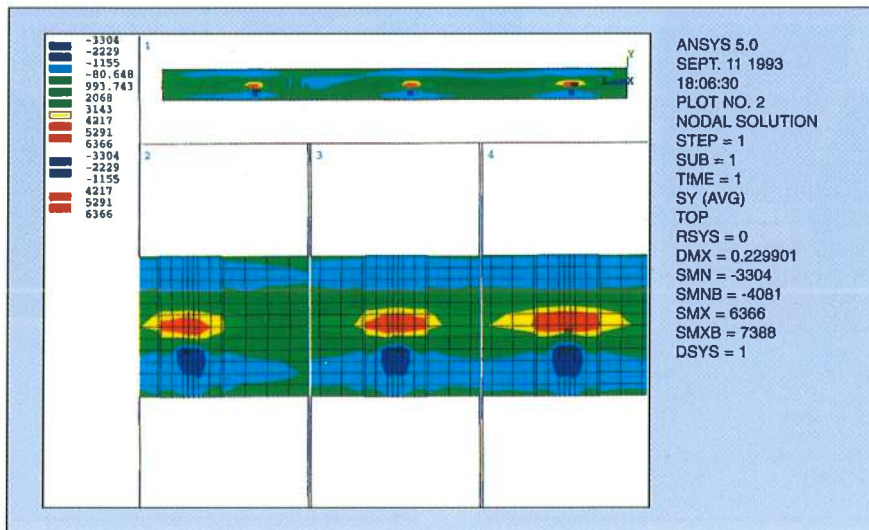 -3304
-2229
-1155
-80.648
993.743
2068
3143
4217
5291
6366
-3304
-2229
-1155
4217
5291
6366
1
Y
X
2
3
4
ANSYS 5.0
SEPT. 11 1993
18:06:30
PLOT NO. 2
NODAL SOLUTION
STEP = 1
SUB = 1
TIME = 1
SY (AVG)
TOP
RSYS = 0
DMX = 0.229901
SMN = -3304
SMNB = -4081
SMX = 6366
SMXB = 7388
DSYS = 1